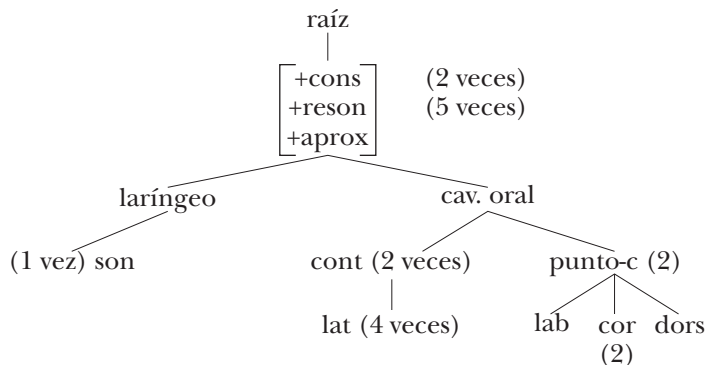 raíz
+cons (2 veces)
+reson (5 veces)
+aprox
laríngeo cav. oral
(1 vez) son cont (2 veces) punto-c (2)
lat (4 veces) lab cor dors
(2)